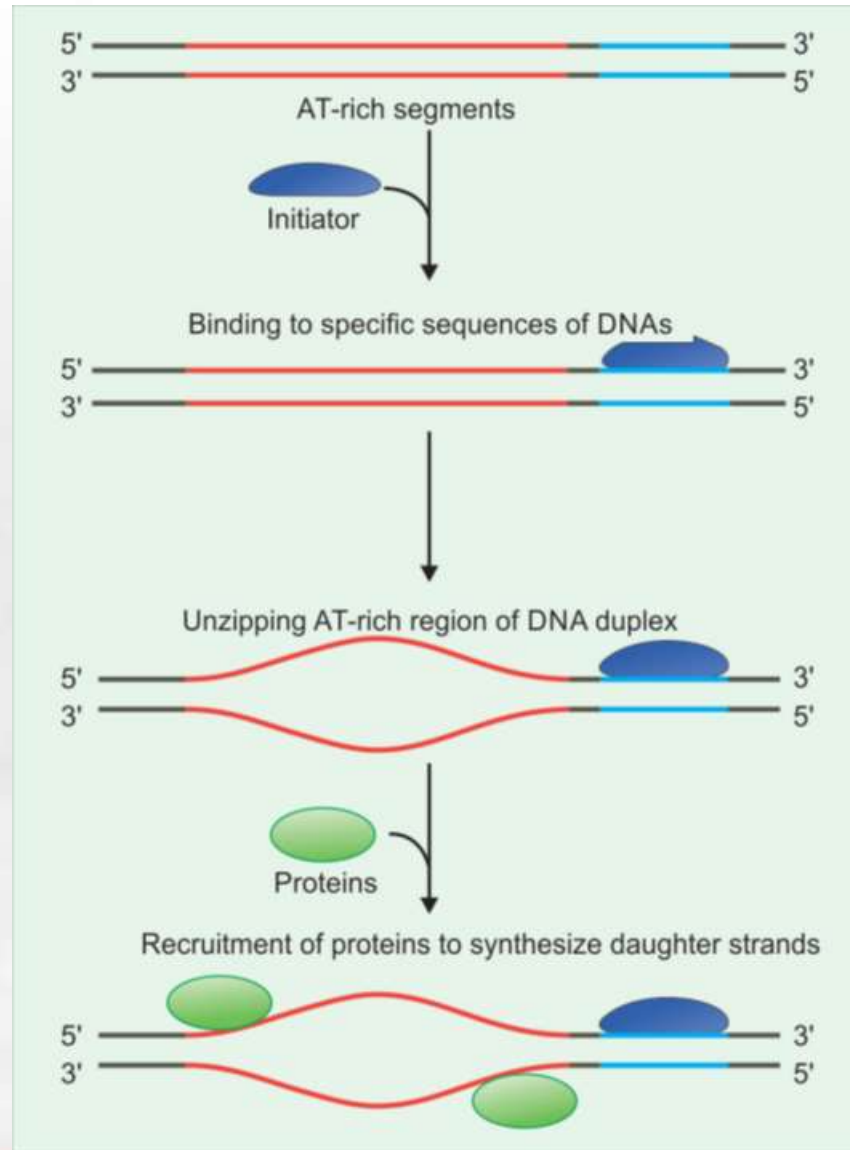 5' 3'
3' 5'
AT-rich segments
Initiator
Binding to specific sequences of DNAs
5' 3'
3' 5'
Unzipping AT-rich region of DNA duplex
5' 3'
3' 5'
Proteins
Recruitment of proteins to synthesize daughter strands
5' 3'
3' 5'